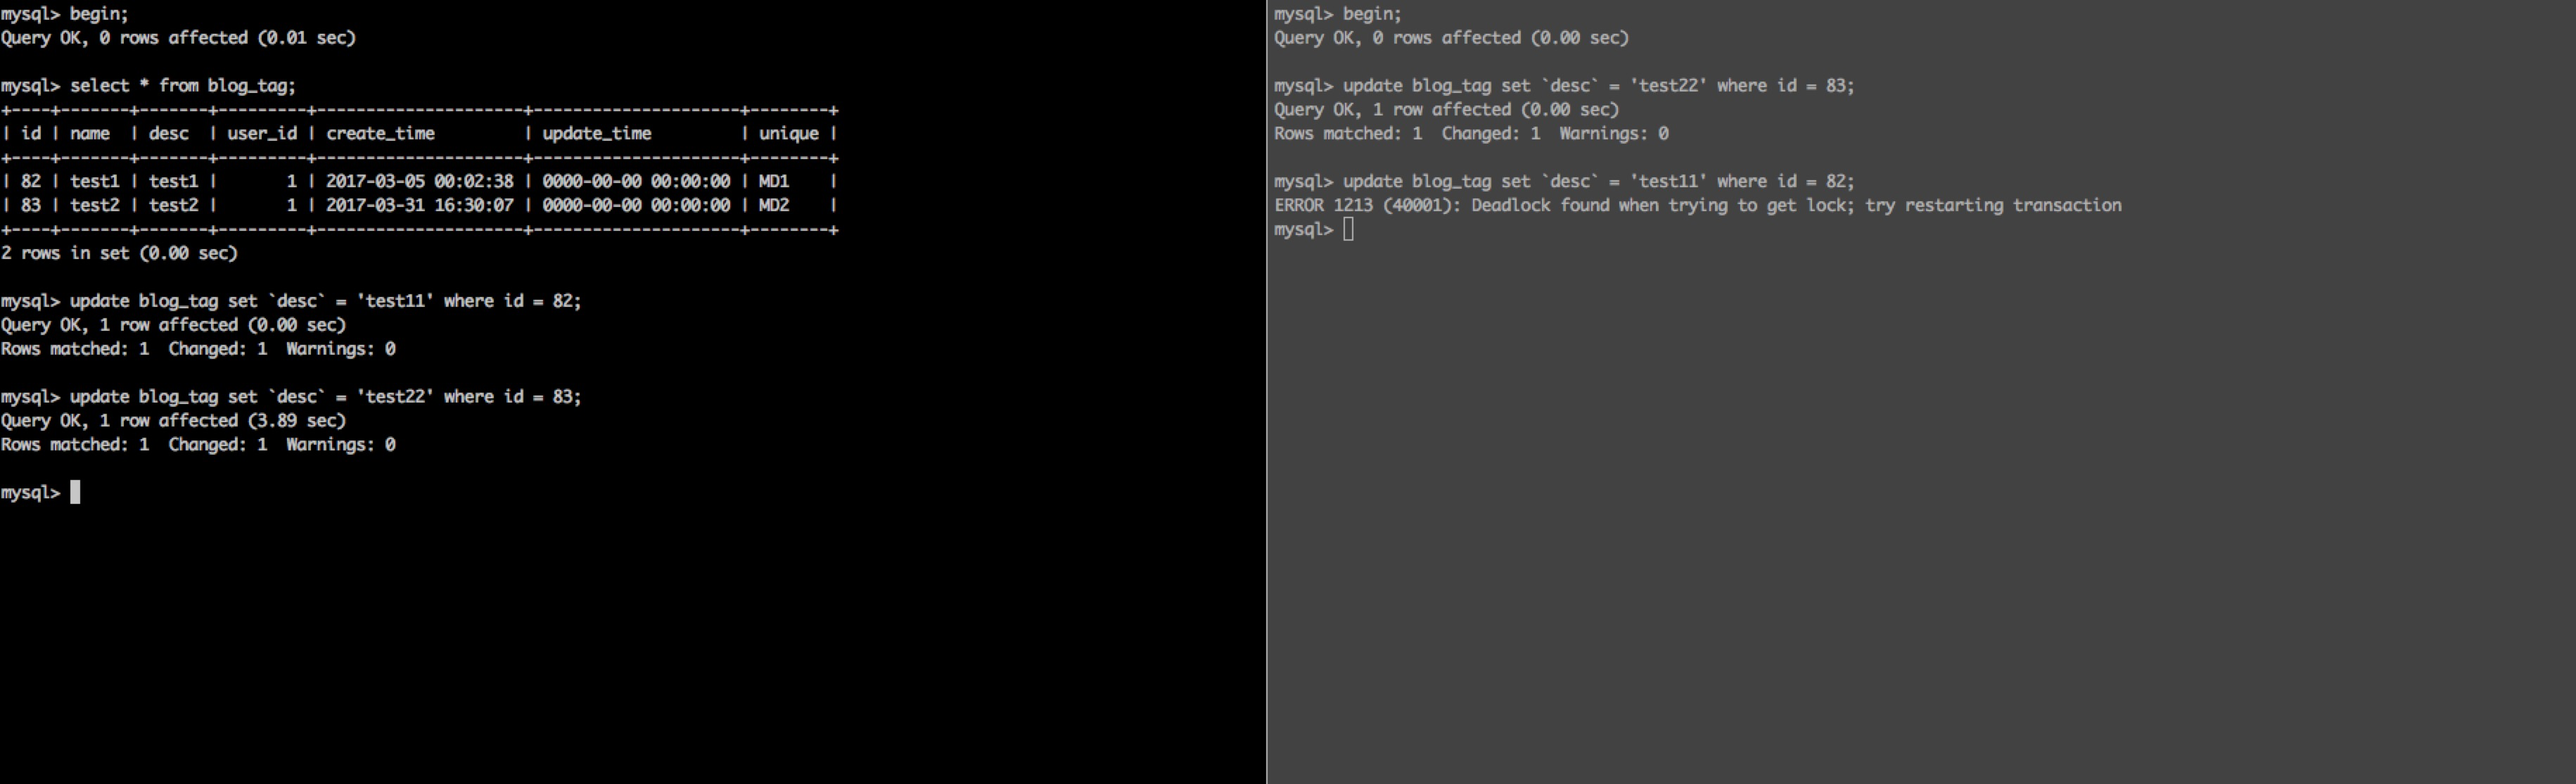 mysql> begin;
Query OK, 0 rows affected (0.01 sec)
mysql> select * from blog_tag;
+----+-------+-------+---------+---------------------+---------------------+--------+
| id | name  | desc  | user_id | create_time         | update_time         | unique |
+----+-------+-------+---------+---------------------+---------------------+--------+
| 82 | test1 | test1 |       1 | 2017-03-05 00:02:38 | 0000-00-00 00:00:00 | MD1    |
| 83 | test2 | test2 |       1 | 2017-03-31 16:30:07 | 0000-00-00 00:00:00 | MD2    |
+----+-------+-------+---------+---------------------+---------------------+--------+
2 rows in set (0.00 sec)
mysql> update blog_tag set `desc` = 'test11' where id = 82;
Query OK, 1 row affected (0.00 sec)
Rows matched: 1  Changed: 1  Warnings: 0
mysql> update blog_tag set `desc` = 'test22' where id = 83;
Query OK, 1 row affected (3.89 sec)
Rows matched: 1  Changed: 1  Warnings: 0
mysql>
mysql> begin;
Query OK, 0 rows affected (0.00 sec)
mysql> update blog_tag set `desc` = 'test22' where id = 83;
Query OK, 1 row affected (0.00 sec)
Rows matched: 1  Changed: 1  Warnings: 0
mysql> update blog_tag set `desc` = 'test11' where id = 82;
ERROR 1213 (40001): Deadlock found when trying to get lock; try restarting transaction
mysql>